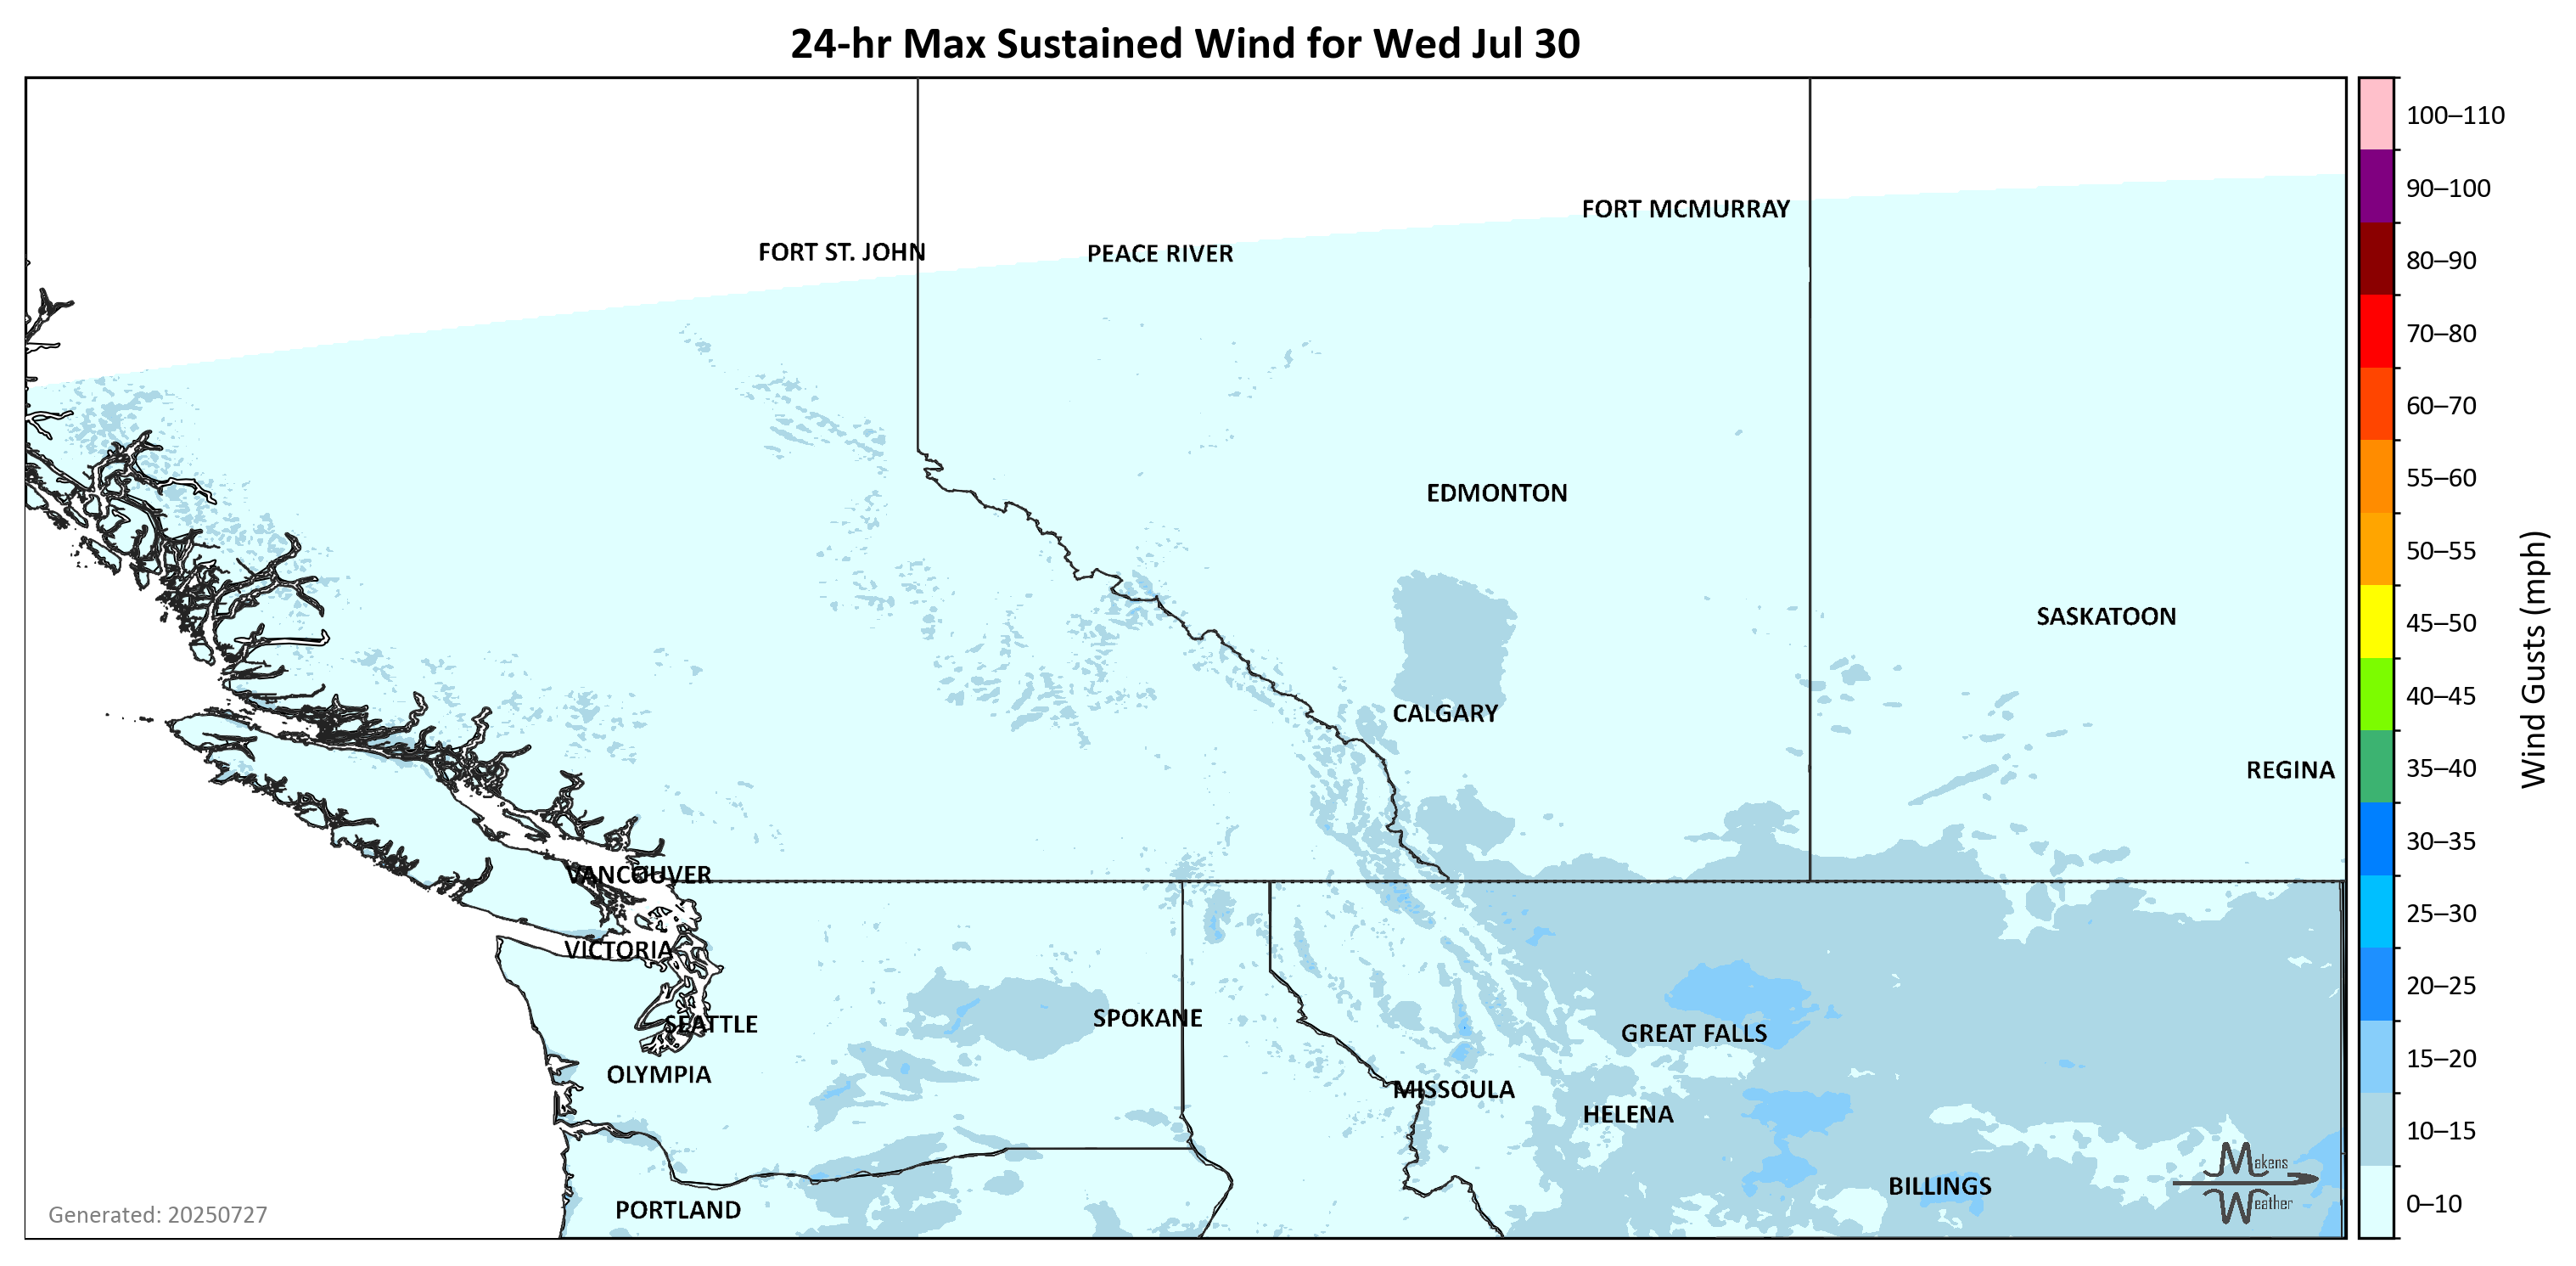 24-hr Max Sustained Wind for Wed Jul 30
100–110
90–100
80–90
70–80
60–70
55–60
50–55
45–50
40–45
35–40
30–35
25–30
20–25
15–20
10–15
0–10
Wind Gusts (mph)
FORT MCMURRAY
FORT ST. JOHN
PEACE RIVER
EDMONTON
SASKATOON
CALGARY
REGINA
VANCOUVER
VICTORIA
SEATTLE
SPOKANE
GREAT FALLS
OLYMPIA
MISSOULA
HELENA
BILLINGS
PORTLAND
Makens
Weather
Generated: 20250727